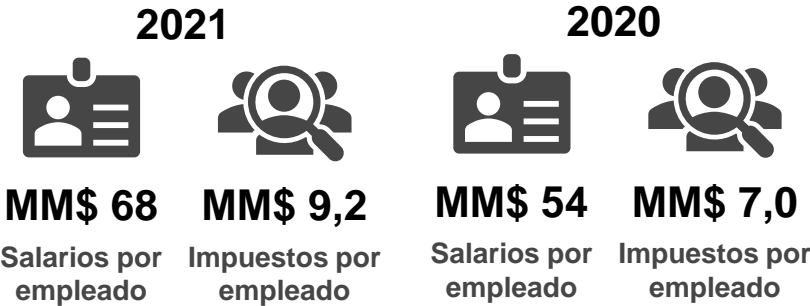 2021
MM$ 68
Salarios por
empleado
MM$ 9,2
Impuestos por
empleado
2020
MM$ 54
Salarios por
empleado
MM$ 7,0
Impuestos por
empleado